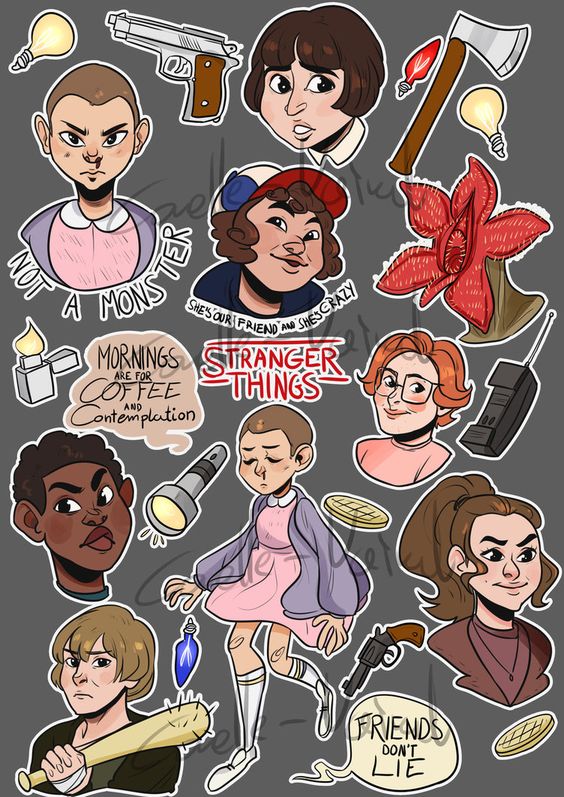 NOT A MONSTER
SHE'S OUR FRIEND AND SHE'S CRAZY
MORNINGS
ARE FOR
COFFEE
AND
Contemplation
STRANGER
THINGS
FRIENDS
DON'T
LIE